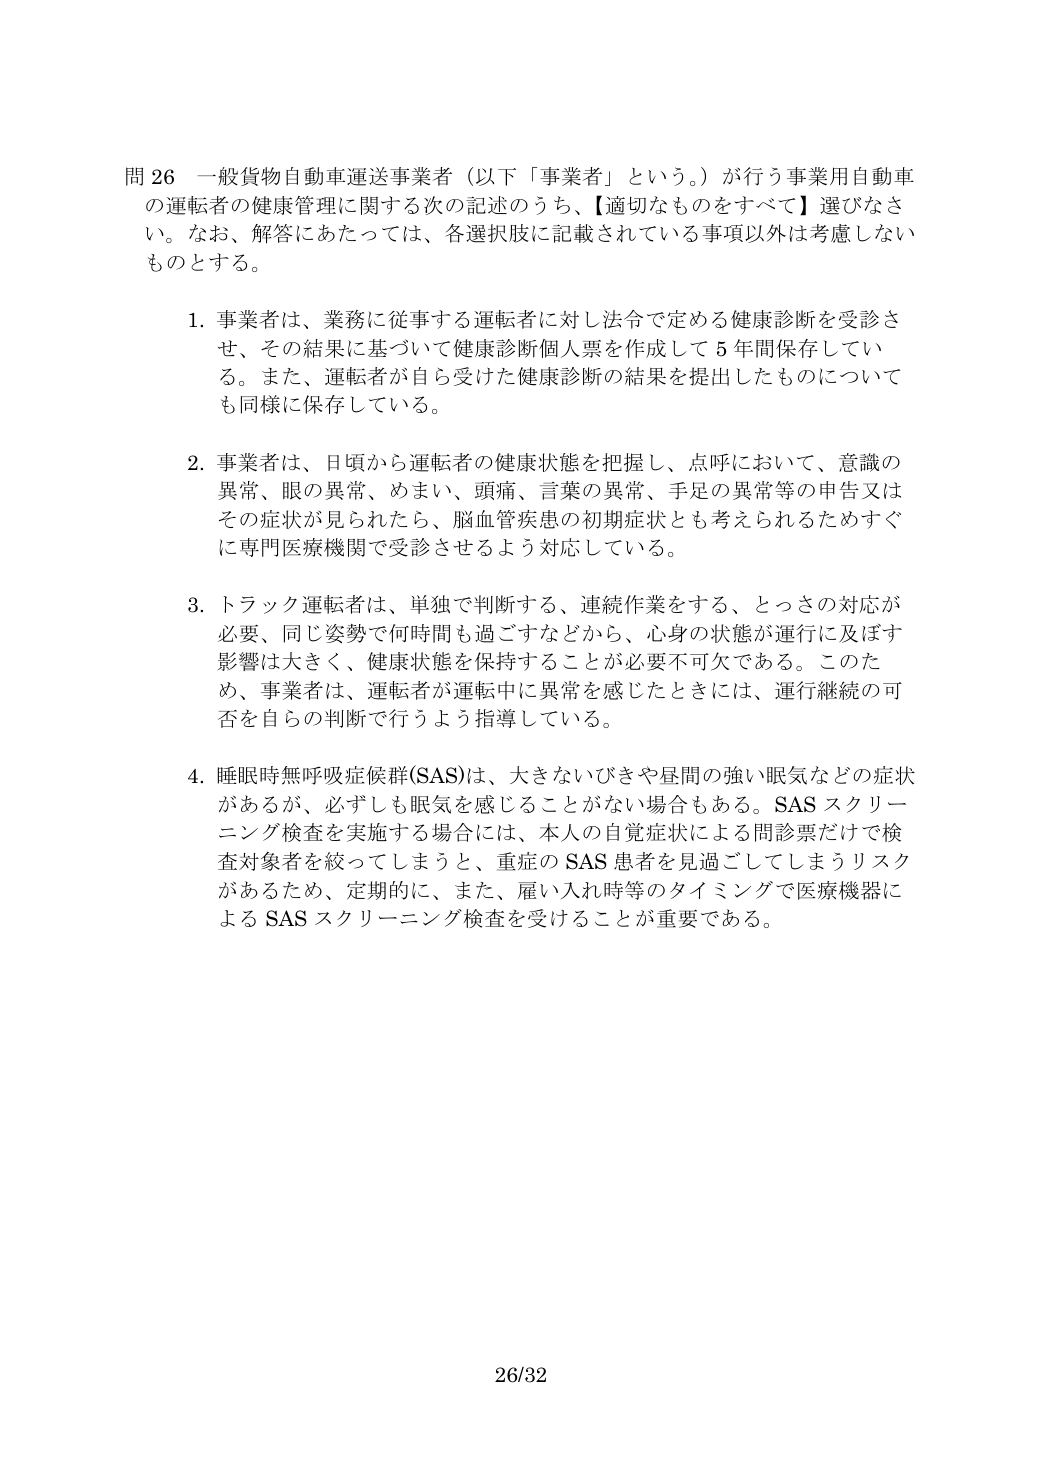 問 26　一般貨物自動車運送事業者（以下「事業者」という。）が行う事業用自動車
の運転者の健康管理に関する次の記述のうち、【適切なものをすべて】選びなさ
い。なお、解答にあたっては、各選択肢に記載されている事項以外は考慮しない
ものとする。
1. 事業者は、業務に従事する運転者に対し法令で定める健康診断を受診さ
せ、その結果に基づいて健康診断個人票を作成して 5 年間保存してい
る。また、運転者が自ら受けた健康診断の結果を提出したものについて
も同様に保存している。
2. 事業者は、日頃から運転者の健康状態を把握し、点呼において、意識の
異常、眼の異常、めまい、頭痛、言葉の異常、手足の異常等の申告又は
その症状が見られたら、脳血管疾患の初期症状とも考えられるためすぐ
に専門医療機関で受診させるよう対応している。
3. トラック運転者は、単独で判断する、連続作業をする、とっさの対応が
必要、同じ姿勢で何時間も過ごすなどから、心身の状態が運行に及ぼす
影響は大きく、健康状態を保持することが必要不可欠である。このた
め、事業者は、運転者が運転中に異常を感じたときには、運行継続の可
否を自らの判断で行うよう指導している。
4. 睡眠時無呼吸症候群(SAS)は、大きないびきや昼間の強い眠気などの症状
があるが、必ずしも眠気を感じることがない場合もある。SAS スクリー
ニング検査を実施する場合には、本人の自覚症状による問診票だけで検
査対象者を絞ってしまうと、重症の SAS 患者を見過ごしてしまうリスク
があるため、定期的に、また、雇い入れ時等のタイミングで医療機器に
よる SAS スクリーニング検査を受けることが重要である。
26/32